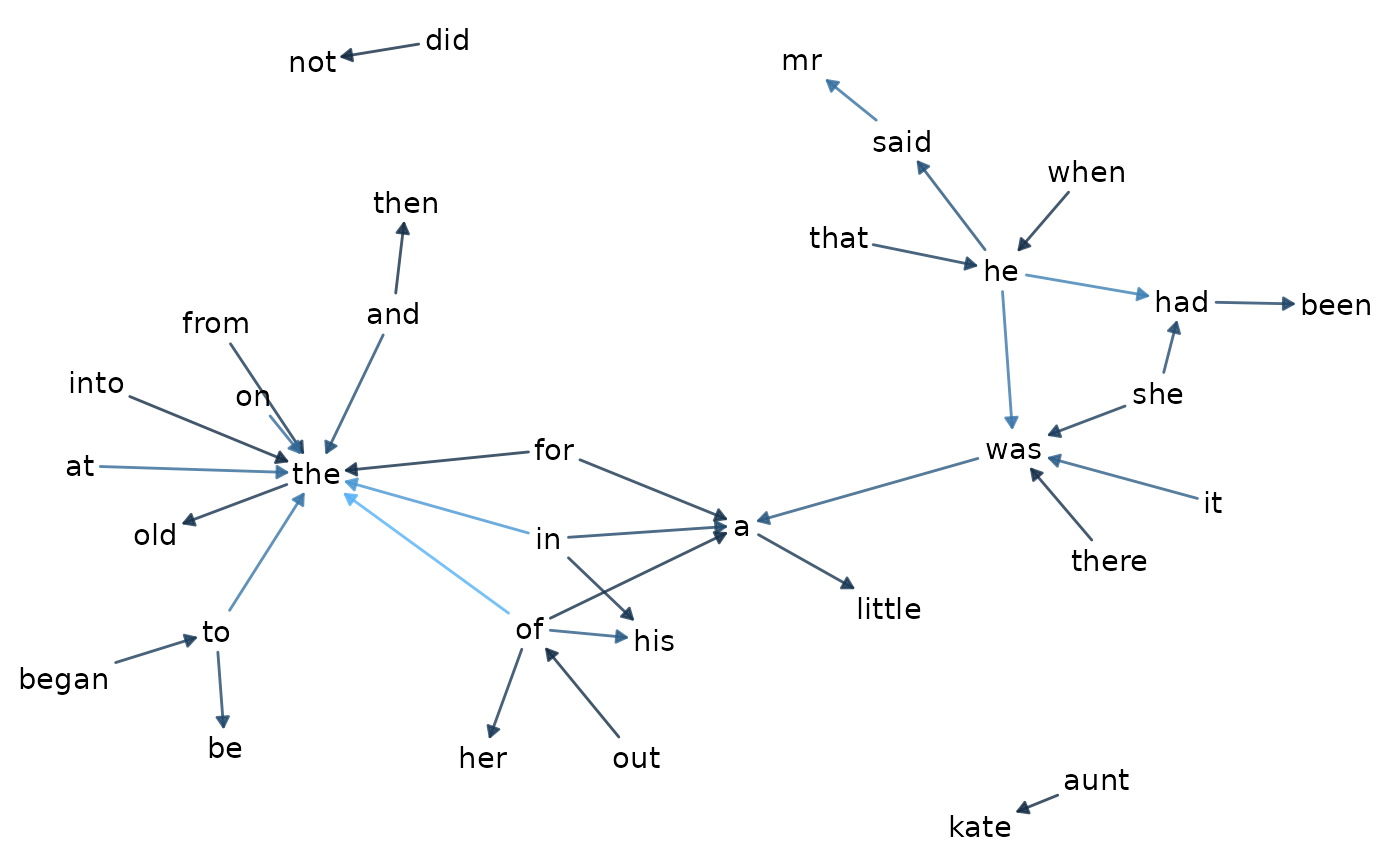 did
not
mr
said
when
then
that
he
had
been
and
from
into
on
she
for
was
at
the
it
a
in
old
there
little
of
to
his
began
be
her
out
aunt
kate